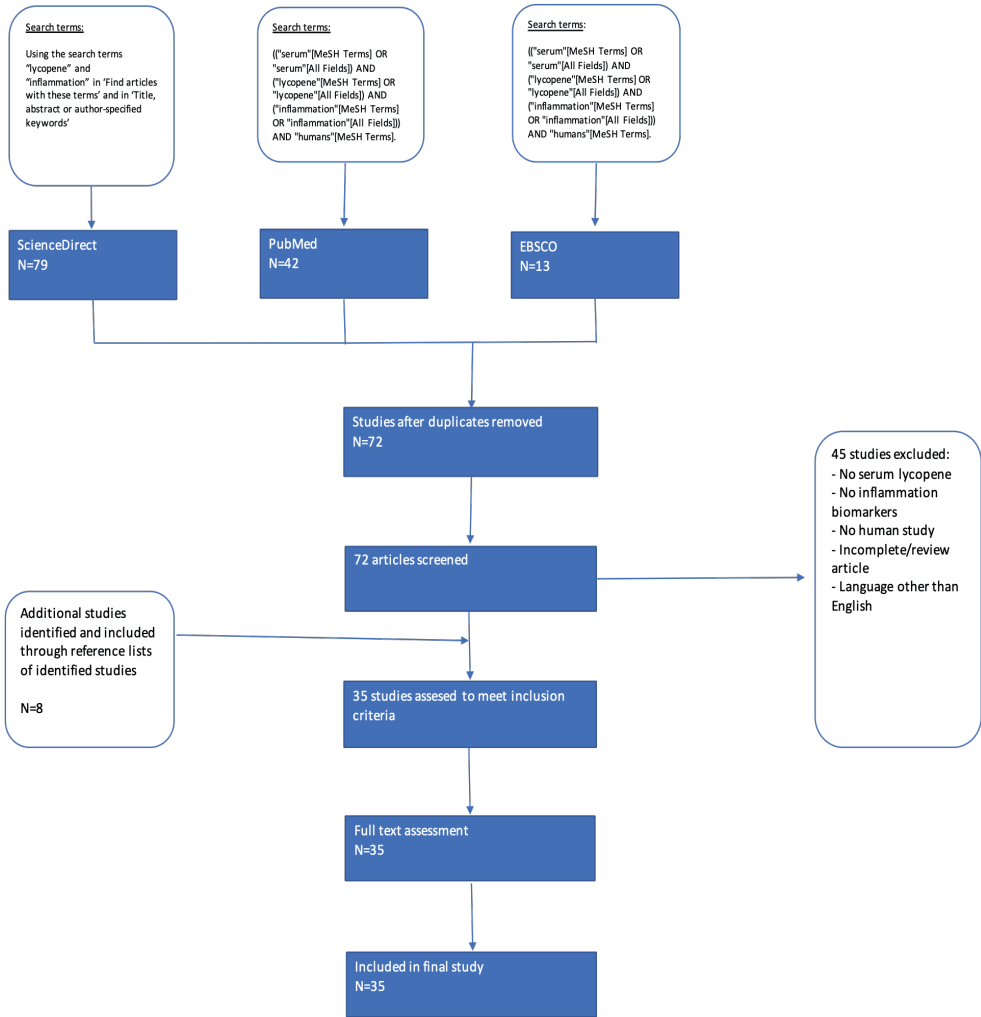 Search terms:
Using the search terms
"lycopene" and
"inflammation" in 'Find articles
with these terms' and in 'Title,
abstract or author-specified
keywords'
Search terms:
(("serum"[MeSH Terms] OR
"serum"[All Fields]) AND
("lycopene"[MeSH Terms] OR
"lycopene"[All Fields]) AND
("inflammation"[MeSH Terms]
OR "inflammation"[All Fields]))
AND "humans"[MeSH Terms].
Search terms:
(("serum"[MeSH Terms] OR
"serum"[All Fields]) AND
("lycopene"[MeSH Terms] OR
"lycopene"[All Fields]) AND
("inflammation"[MeSH Terms]
OR "inflammation"[All Fields]))
AND "humans"[MeSH Terms].
ScienceDirect
N=79
PubMed
N=42
EBSCO
N=13
Studies after duplicates removed
N=72
45 studies excluded:
- No serum lycopene
- No inflammation
biomarkers
- No human study
- Incomplete/review
article
- Language other than
English
72 articles screened
Additional studies
identified and included
through reference lists
of identified studies
N=8
35 studies assesed to meet inclusion
criteria
Full text assessment
N=35
Included in final study
N=35